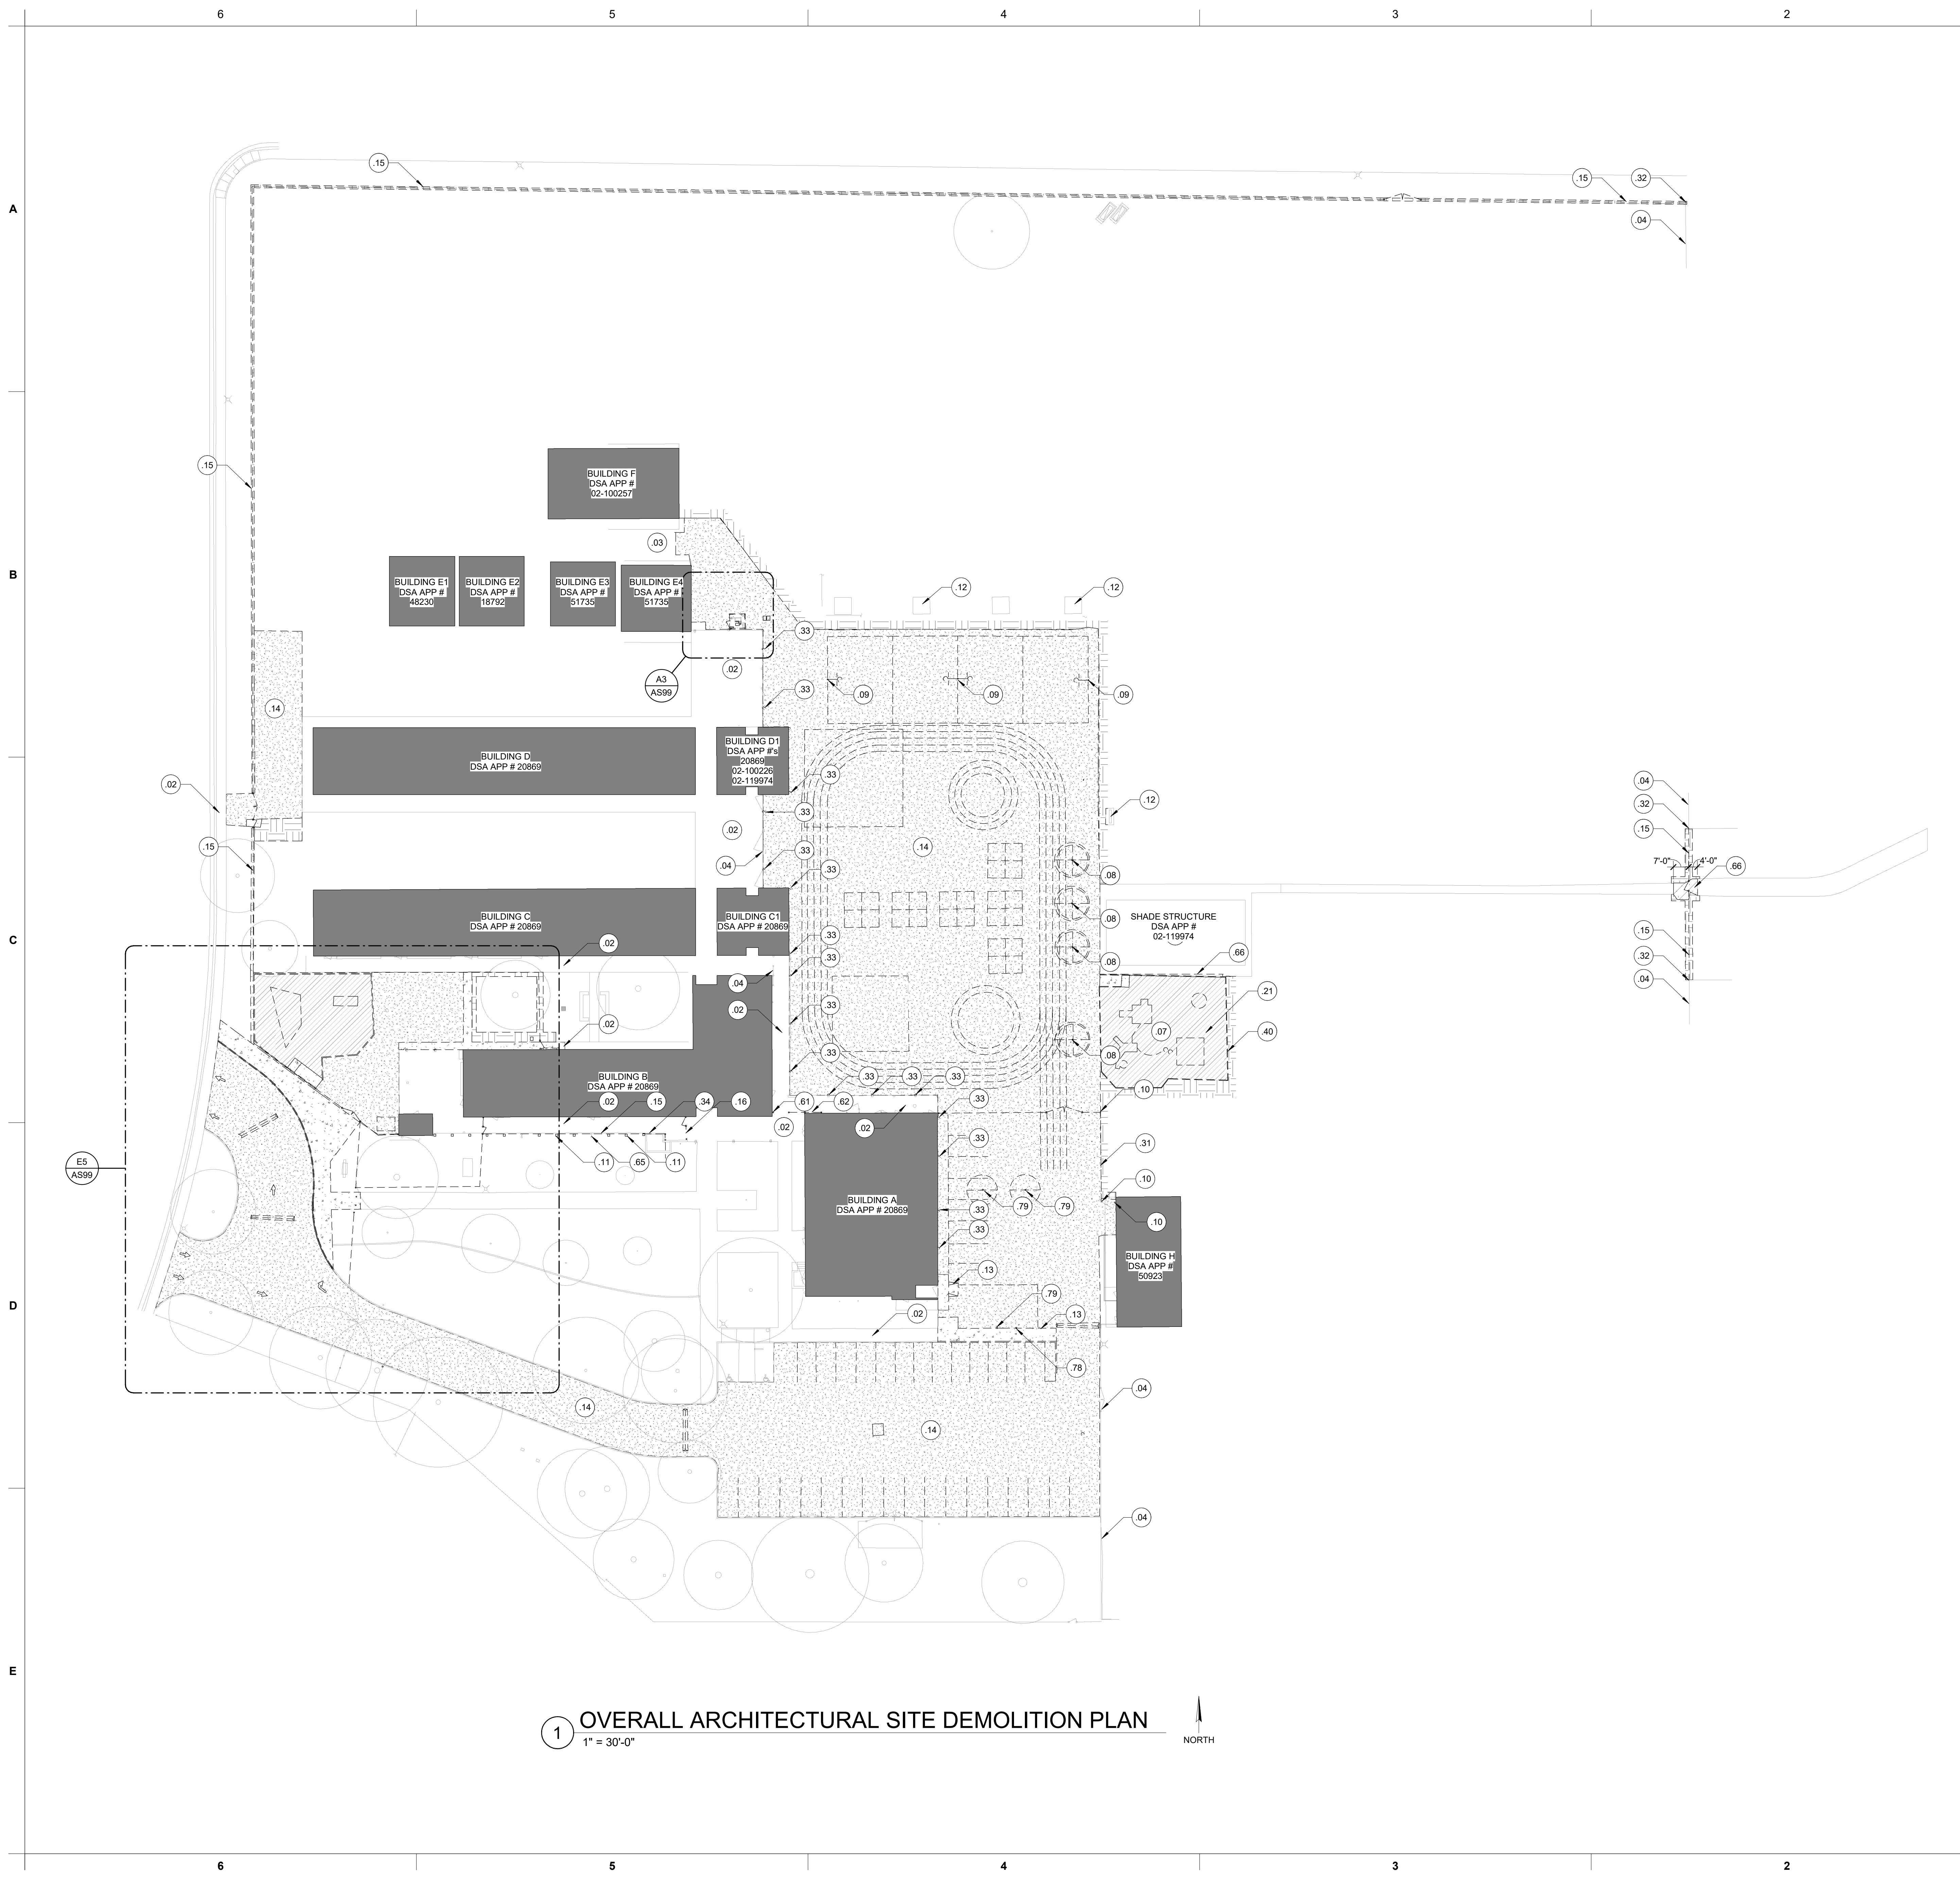 6
5
4
3
2
.15
.15
.32
A
.04
.15
BUILDING F
DSA APP #
02-100257
.03
B
BUILDING E1
DSA APP #
48230
BUILDING E2
DSA APP #
18792
BUILDING E3
DSA APP #
51735
BUILDING E4
DSA APP #
51735
.12
.12
.33
.02
A3
AS99
.33
.09
.09
.09
.14
BUILDING D
DSA APP # 20869
BUILDING D1
DSA APP #'s
20869
02-100226
02-119974
.33
.02
.12
.04
.32
.33
.02
.15
.15
.14
.33
.04
.33
.08
7'-0"
4'-0"
.66
BUILDING C
DSA APP # 20869
BUILDING C1
DSA APP # 20869
.08
SHADE STRUCTURE
DSA APP #
02-119974
C
.02
.33
.15
.33
.08
.66
.32
.04
.04
.21
.33
.02
.02
.07
.40
.33
.08
BUILDING B
DSA APP # 20869
.33
.33
.33
.10
.02
.15
.34
.16
.61
.62
.33
.02
.02
.33
.31
E5
AS99
.11
.65
.11
.10
BUILDING A
DSA APP # 20869
.79
.79
.33
.10
.33
BUILDING H
DSA APP #
50923
.13
.79
D
.02
.13
.78
.04
.14
.14
.04
E
1
OVERALL ARCHITECTURAL SITE DEMOLITION PLAN
1" = 30'-0"
NORTH
6
5
4
3
2